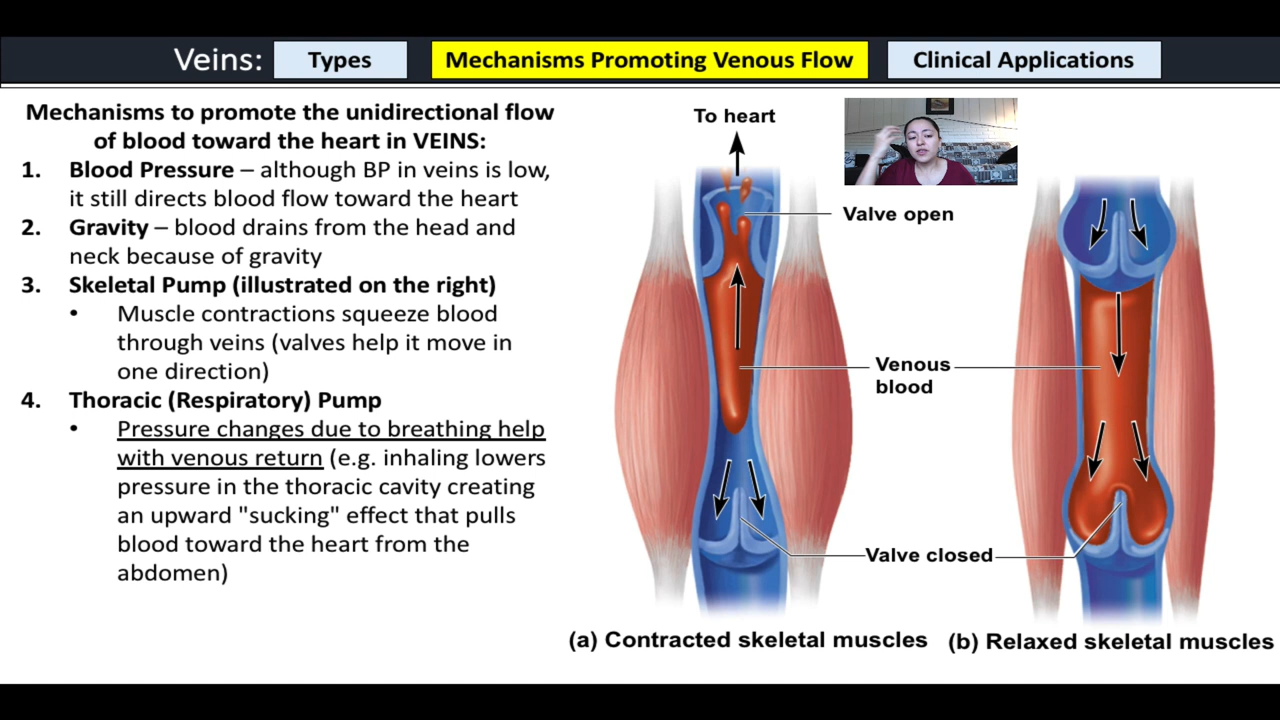 Veins:
Types
Mechanisms Promoting Venous Flow
Clinical Applications
Mechanisms to promote the unidirectional flow
of blood toward the heart in VEINS:
1. Blood Pressure – although BP in veins is low,
it still directs blood flow toward the heart
2. Gravity – blood drains from the head and
neck because of gravity
3. Skeletal Pump (illustrated on the right)
• Muscle contractions squeeze blood
through veins (valves help it move in
one direction)
4. Thoracic (Respiratory) Pump
• Pressure changes due to breathing help
with venous return (e.g. inhaling lowers
pressure in the thoracic cavity creating
an upward "sucking" effect that pulls
blood toward the heart from the
abdomen)
To heart
Valve open
Venous
blood
Valve closed
(a) Contracted skeletal muscles
(b) Relaxed skeletal muscles